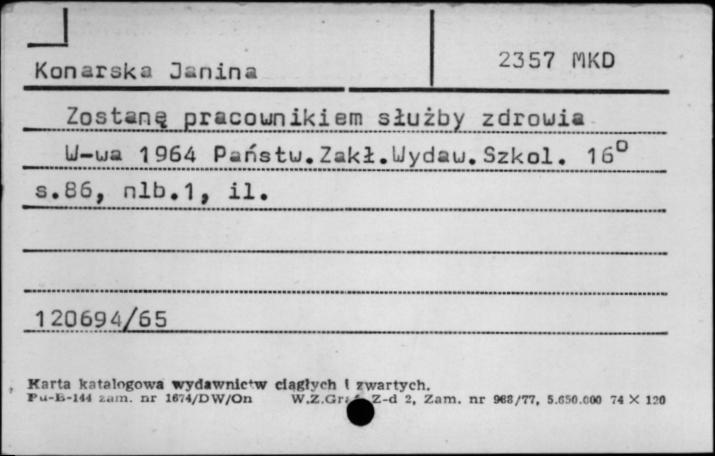 Konarska Janina 2357 MKD
Zostanę pracownikiem służby zdrowia
W-wa 1964 Państw.Zakł.Wydaw.Szkol. 16°
s.86, nlb.1, il.
120694/65
Karta katalogowa wydawnictw ciągłych i zwartych.
Pu-B-144 zam. nr 1674/DW/On W.Z.Graf. Z-d 2, Zam. nr 968/77, 5.650.000 74 X 120